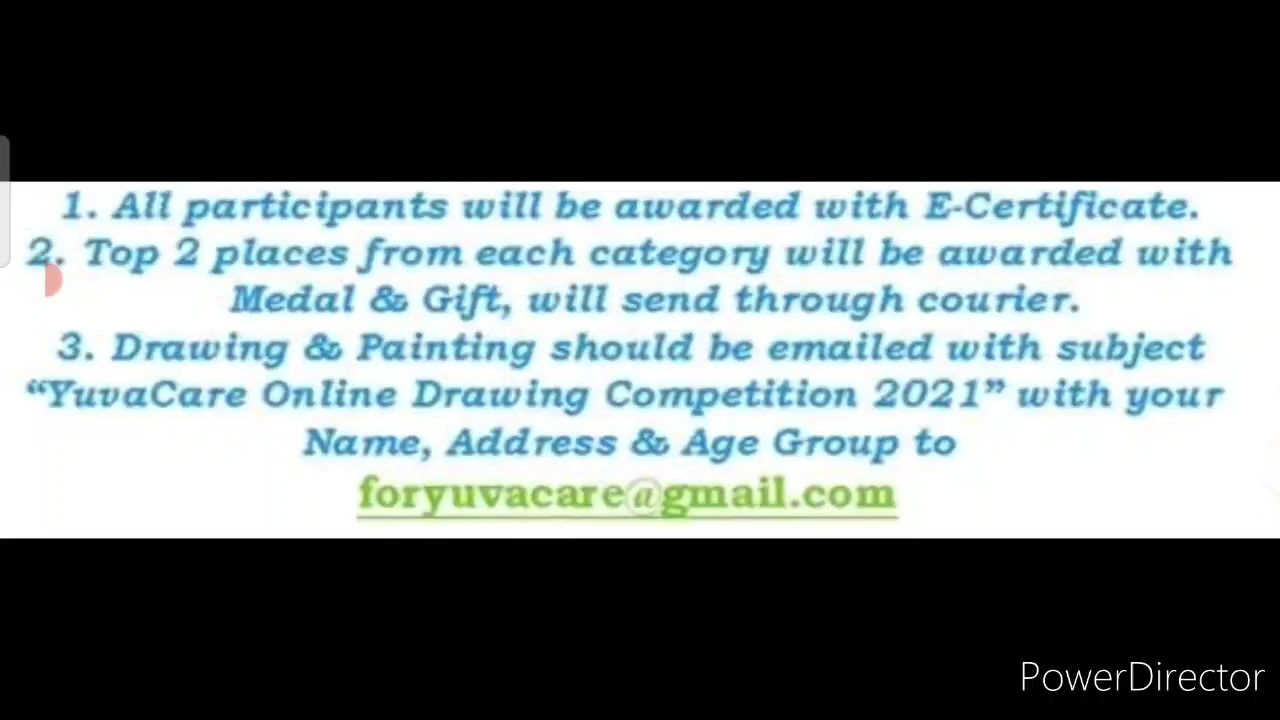 1. All participants will be awarded with E-Certificate.
2. Top 2 places from each category will be awarded with
Medal & Gift, will send through courier.
3. Drawing & Painting should be emailed with subject
“YuvaCare Online Drawing Competition 2021” with your
Name, Address & Age Group to
foryuvacare@gmail.com
PowerDirector